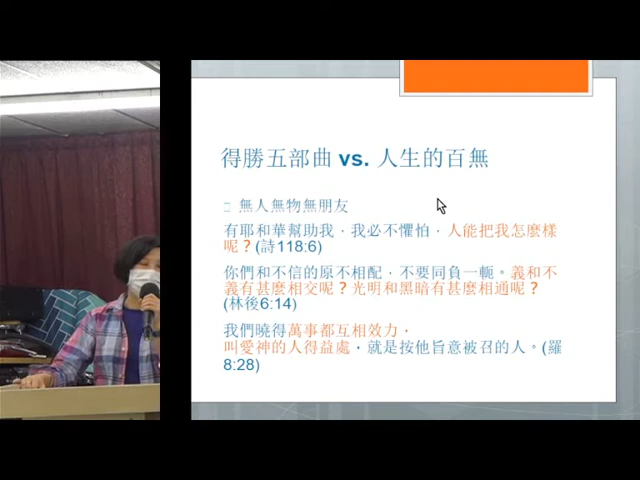 得勝五部曲 vs. 人生的百無
無人無物無朋友
有耶和華幫助我，我必不懼怕，人能把我怎麼樣
呢？(詩118:6)
你們和不信的原不相配，不要同負一軛。義和不
義有甚麼相交呢？光明和黑暗有甚麼相通呢？
(林後6:14)
我們曉得萬事都互相效力，
叫愛神的人得益處，就是按他旨意被召的人。(羅
8:28)